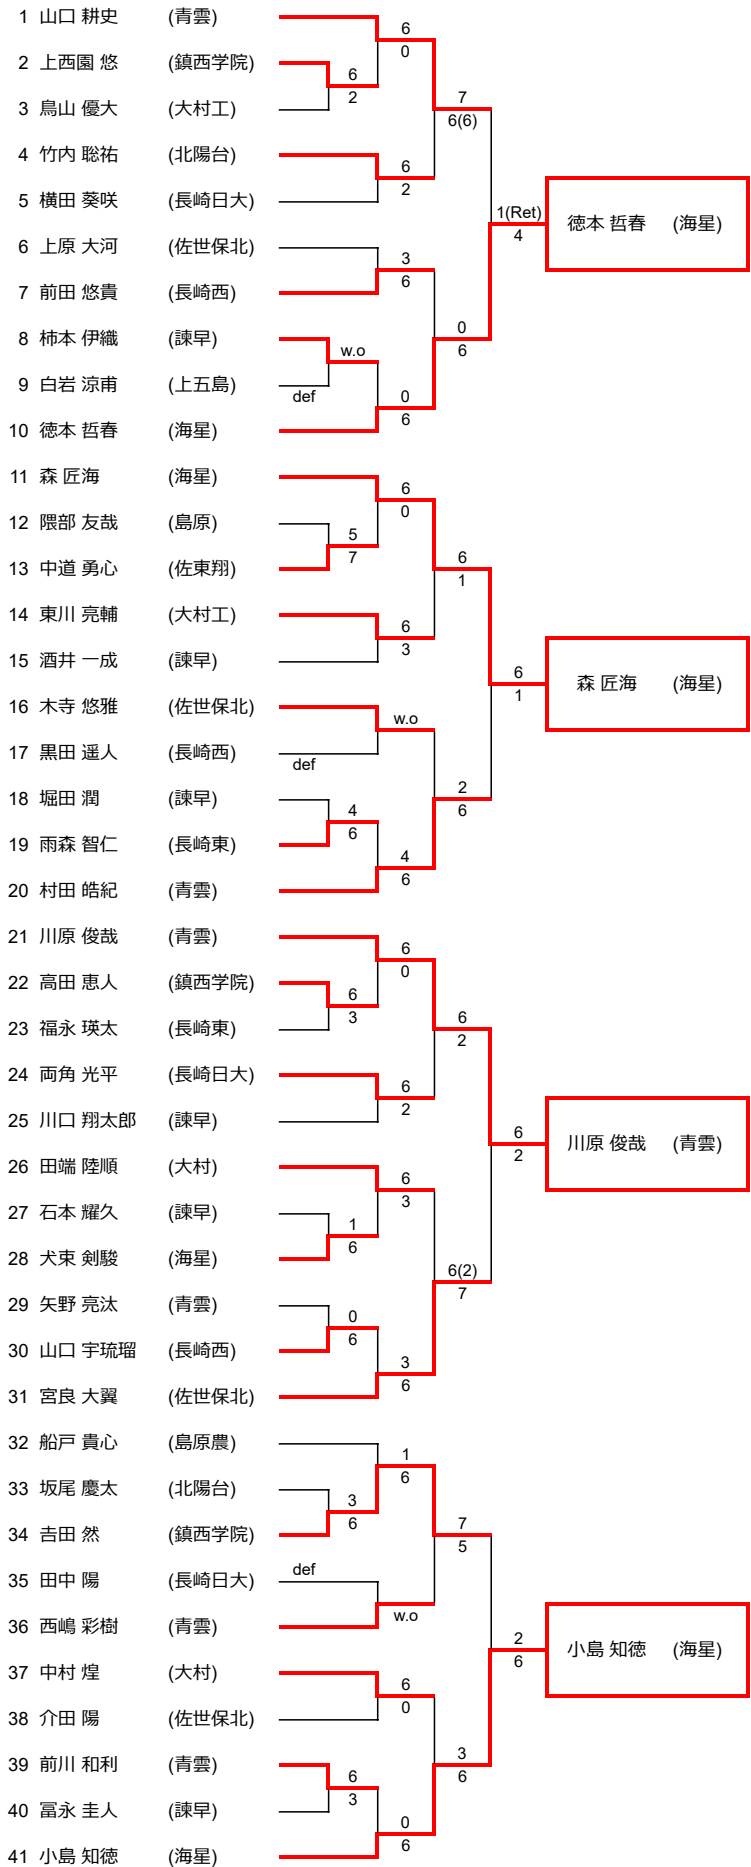 1 山口 耕史 (青雲)
6
0
2 上西園 悠 (鎮西学院)
6
2
3 鳥山 優大 (大村工)
7
6(6)
4 竹内 聡祐 (北陽台)
6
2
5 横田 葵咲 (長崎日大)
1(Ret)
4
徳本 哲春 (海星)
6 上原 大河 (佐世保北)
3
6
7 前田 悠貴 (長崎西)
8 柿本 伊織 (諫早)
w.o
0
6
9 白岩 涼甫 (上五島)
def
0
6
10 徳本 哲春 (海星)
11 森 匠海 (海星)
6
0
12 隈部 友哉 (島原)
5
7
13 中道 勇心 (佐東翔)
6
1
14 東川 亮輔 (大村工)
6
3
15 酒井 一成 (諫早)
6
1
森 匠海 (海星)
16 木寺 悠雅 (佐世保北)
w.o
17 黒田 遥人 (長崎西)
def
18 堀田 潤 (諫早)
4
6
2
6
19 雨森 智仁 (長崎東)
4
6
20 村田 皓紀 (青雲)
21 川原 俊哉 (青雲)
6
0
22 高田 恵人 (鎮西学院)
6
3
23 福永 瑛太 (長崎東)
6
2
24 両角 光平 (長崎日大)
6
2
25 川口 翔太郎 (諫早)
6
2
川原 俊哉 (青雲)
26 田端 陸順 (大村)
6
3
27 石本 耀久 (諫早)
1
6
28 犬束 剣駿 (海星)
6(2)
7
29 矢野 亮汰 (青雲)
0
6
30 山口 宇琉瑠 (長崎西)
3
6
31 宮良 大翼 (佐世保北)
32 船戸 貴心 (島原農)
1
6
33 坂尾 慶太 (北陽台)
3
6
34 吉田 然 (鎮西学院)
7
5
35 田中 陽 (長崎日大)
def
36 西嶋 彩樹 (青雲)
w.o
2
6
小島 知徳 (海星)
37 中村 煌 (大村)
6
0
38 介田 陽 (佐世保北)
3
6
39 前川 和利 (青雲)
6
3
40 冨永 圭人 (諫早)
0
6
41 小島 知徳 (海星)